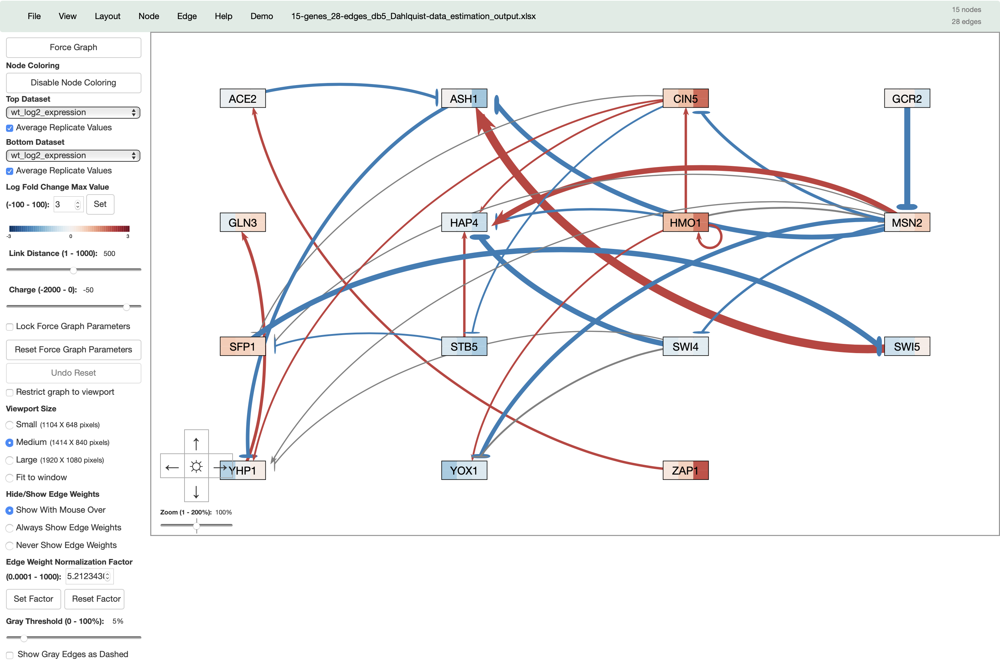 File View Layout Node Edge Help Demo 15-genes_28-edges_db5_Dahlquist-data_estimation_output.xlsx
15 nodes
28 edges
Force Graph
Node Coloring
Disable Node Coloring
Top Dataset
wt_log2_expression
Average Replicate Values
Bottom Dataset
wt_log2_expression
Average Replicate Values
Log Fold Change Max Value
(-100 - 100): 3 Set
-3 0 3
Link Distance (1 - 1000): 500
Charge (-2000 - 0): -50
Lock Force Graph Parameters
Reset Force Graph Parameters
Undo Reset
Restrict graph to viewport
Viewport Size
Small (1104 X 648 pixels)
Medium (1414 X 840 pixels)
Large (1920 X 1080 pixels)
Fit to window
Hide/Show Edge Weights
Show With Mouse Over
Always Show Edge Weights
Never Show Edge Weights
Edge Weight Normalization Factor
(0.0001 - 1000): 5.2123430
Set Factor Reset Factor
Gray Threshold (0 - 100%): 5%
Show Gray Edges as Dashed
ACE2 ASH1 CIN5 GCR2
GLN3 HAP4 HMO1 MSN2
SFP1 STB5 SWI4 SWI5
YHP1 YOX1 ZAP1
Zoom (1 - 200%): 100%